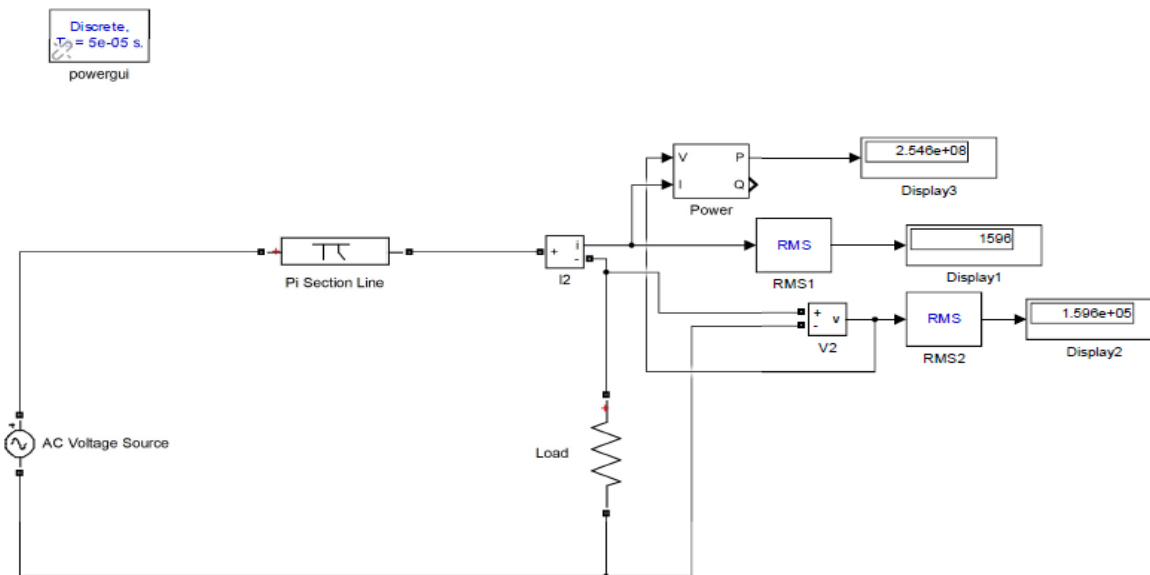 Discrete,
Ts = 5e-05 s.
powergui
V
P
2.546e+08
I
Q
Display3
Power
+
i
-
RMS
1596
Pi Section Line
I2
RMS1
Display1
+
v
-
RMS
1.596e+05
V2
RMS2
Display2
+
+
AC Voltage Source
Load
+